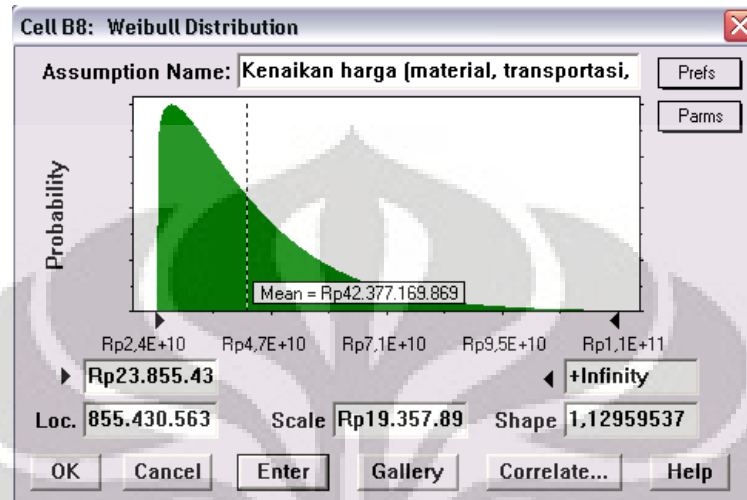 Cell B8: Weibull Distribution
Assumption Name: Kenaikan harga (material, transportasi,
Prefs
Parms
Probability
Mean = Rp42.377.169.869
Rp2,4E+10 Rp4,7E+10 Rp7,1E+10 Rp9,5E+10 Rp1,1E+11
Rp23.855.43 +Infinity
Loc. 855.430.563 Scale Rp19.357.89 Shape 1,12959537
OK Cancel Enter Gallery Correlate... Help